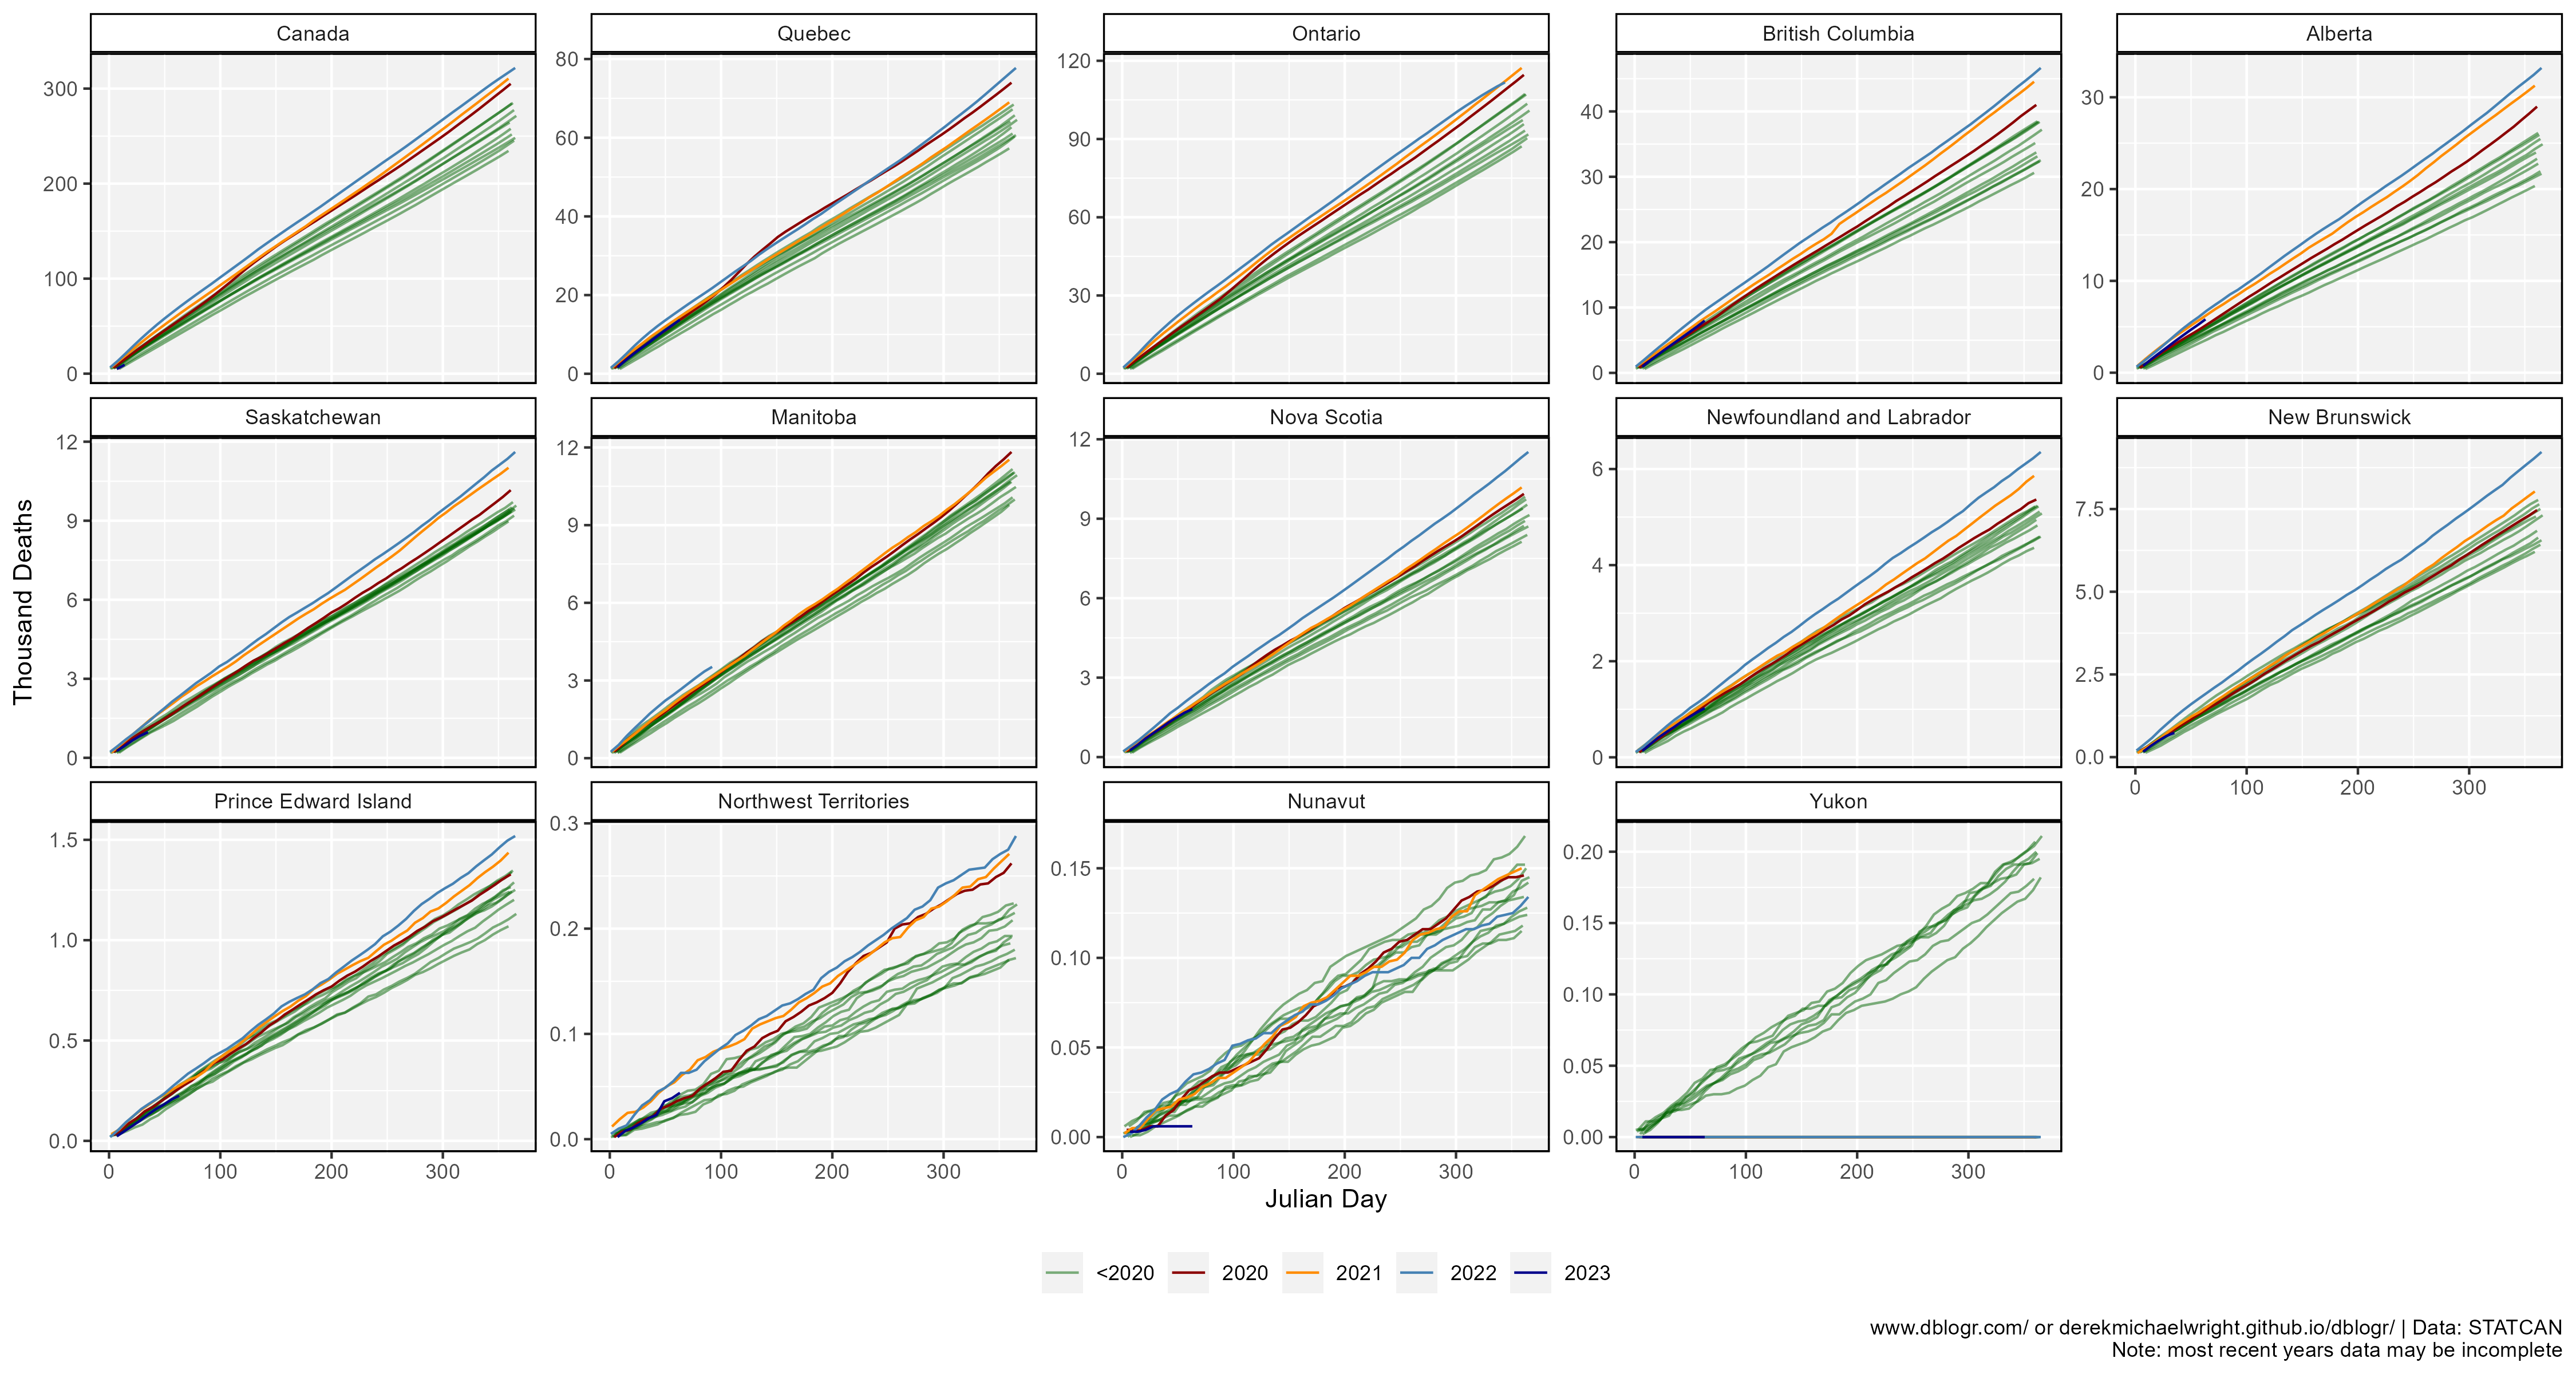 Canada
Quebec
Ontario
British Columbia
Alberta
300
200
100
0
80
60
40
20
0
120
90
60
30
0
40
30
20
10
0
30
20
10
0
Saskatchewan
Manitoba
Nova Scotia
Newfoundland and Labrador
New Brunswick
12
9
6
3
0
12
9
6
3
0
12
9
6
3
0
6
4
2
0
7.5
5.0
2.5
0.0
0 100 200 300
Thousand Deaths
Prince Edward Island
Northwest Territories
Nunavut
Yukon
1.5
1.0
0.5
0.0
0.3
0.2
0.1
0.0
0.15
0.10
0.05
0.00
0.20
0.15
0.10
0.05
0.00
0 100 200 300
0 100 200 300
0 100 200 300
0 100 200 300
Julian Day
<2020 2020 2021 2022 2023
www.dblogr.com/ or derekmichaelwright.github.io/dblogr/ | Data: STATCAN
Note: most recent years data may be incomplete